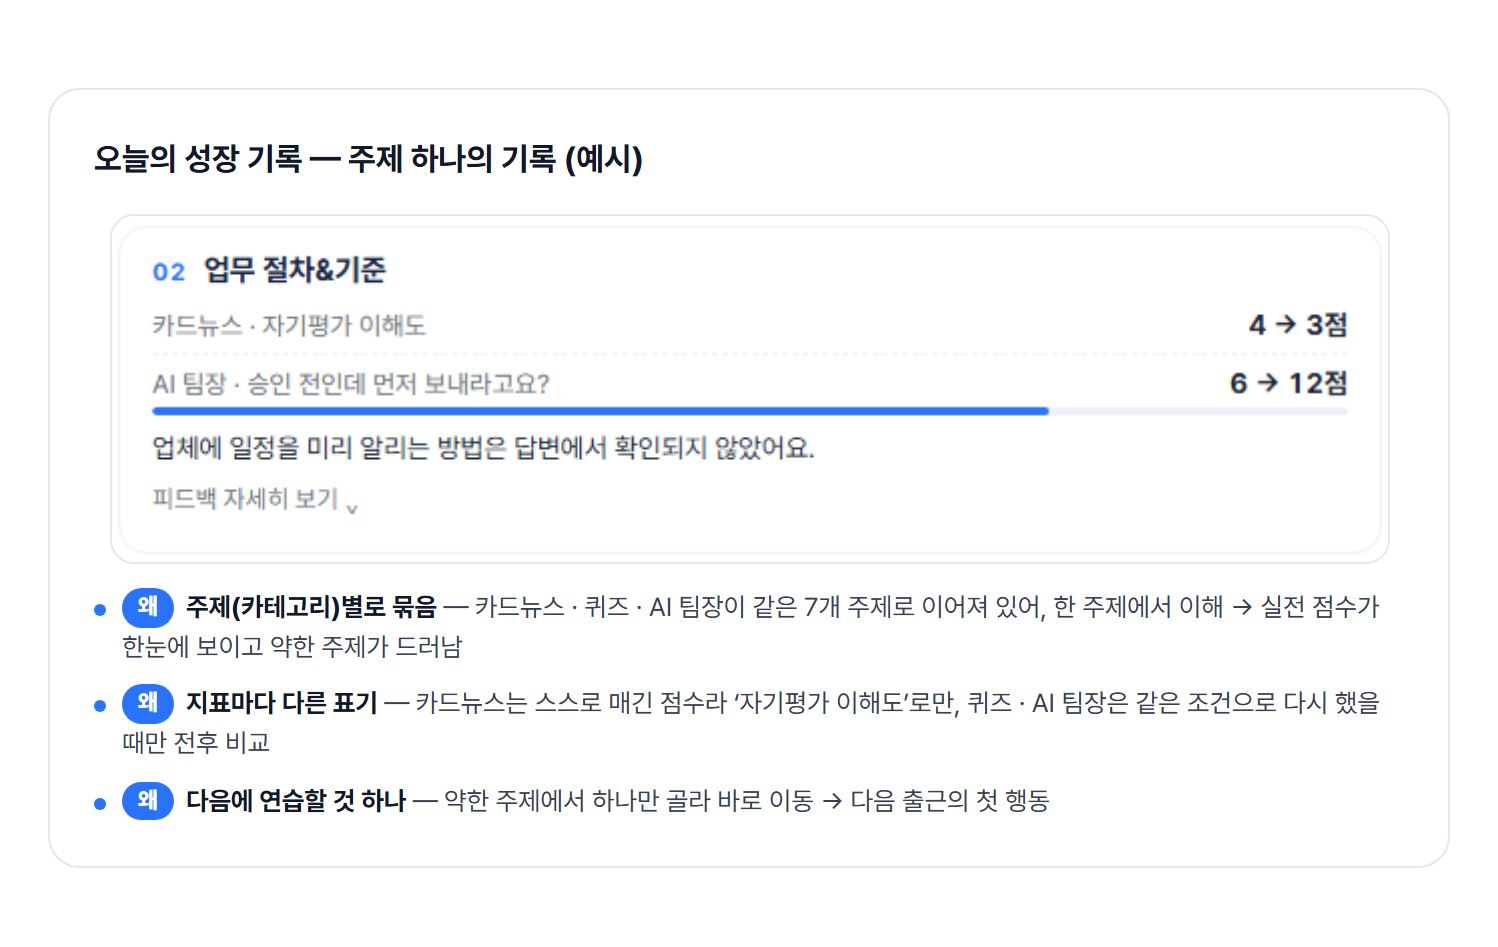 오늘의 성장 기록 — 주제 하나의 기록 (예시)
02 업무 절차&기준
카드뉴스 · 자기평가 이해도 4 → 3점
AI 팀장 · 승인 전인데 먼저 보내라고요? 6 → 12점
업체에 일정을 미리 알리는 방법은 답변에서 확인되지 않았어요.
피드백 자세히 보기
왜 주제(카테고리)별로 묶음 — 카드뉴스 · 퀴즈 · AI 팀장이 같은 7개 주제로 이어져 있어, 한 주제에서 이해 → 실전 점수가
한눈에 보이고 약한 주제가 드러남
왜 지표마다 다른 표기 — 카드뉴스는 스스로 매긴 점수라 ‘자기평가 이해도’로만, 퀴즈 · AI 팀장은 같은 조건으로 다시 했을
때만 전후 비교
왜 다음에 연습할 것 하나 — 약한 주제에서 하나만 골라 바로 이동 → 다음 출근의 첫 행동